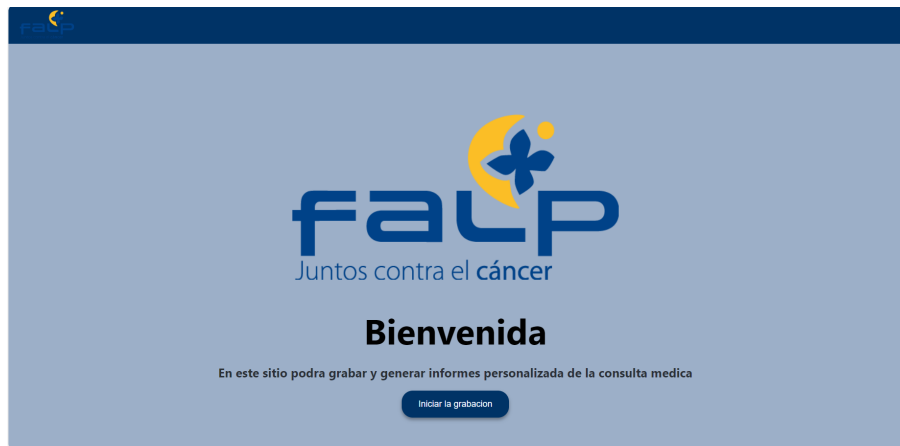 falp
falp
Juntos contra el cáncer
Bienvenida
En este sitio podra grabar y generar informes personalizada de la consulta medica
Iniciar la grabacion